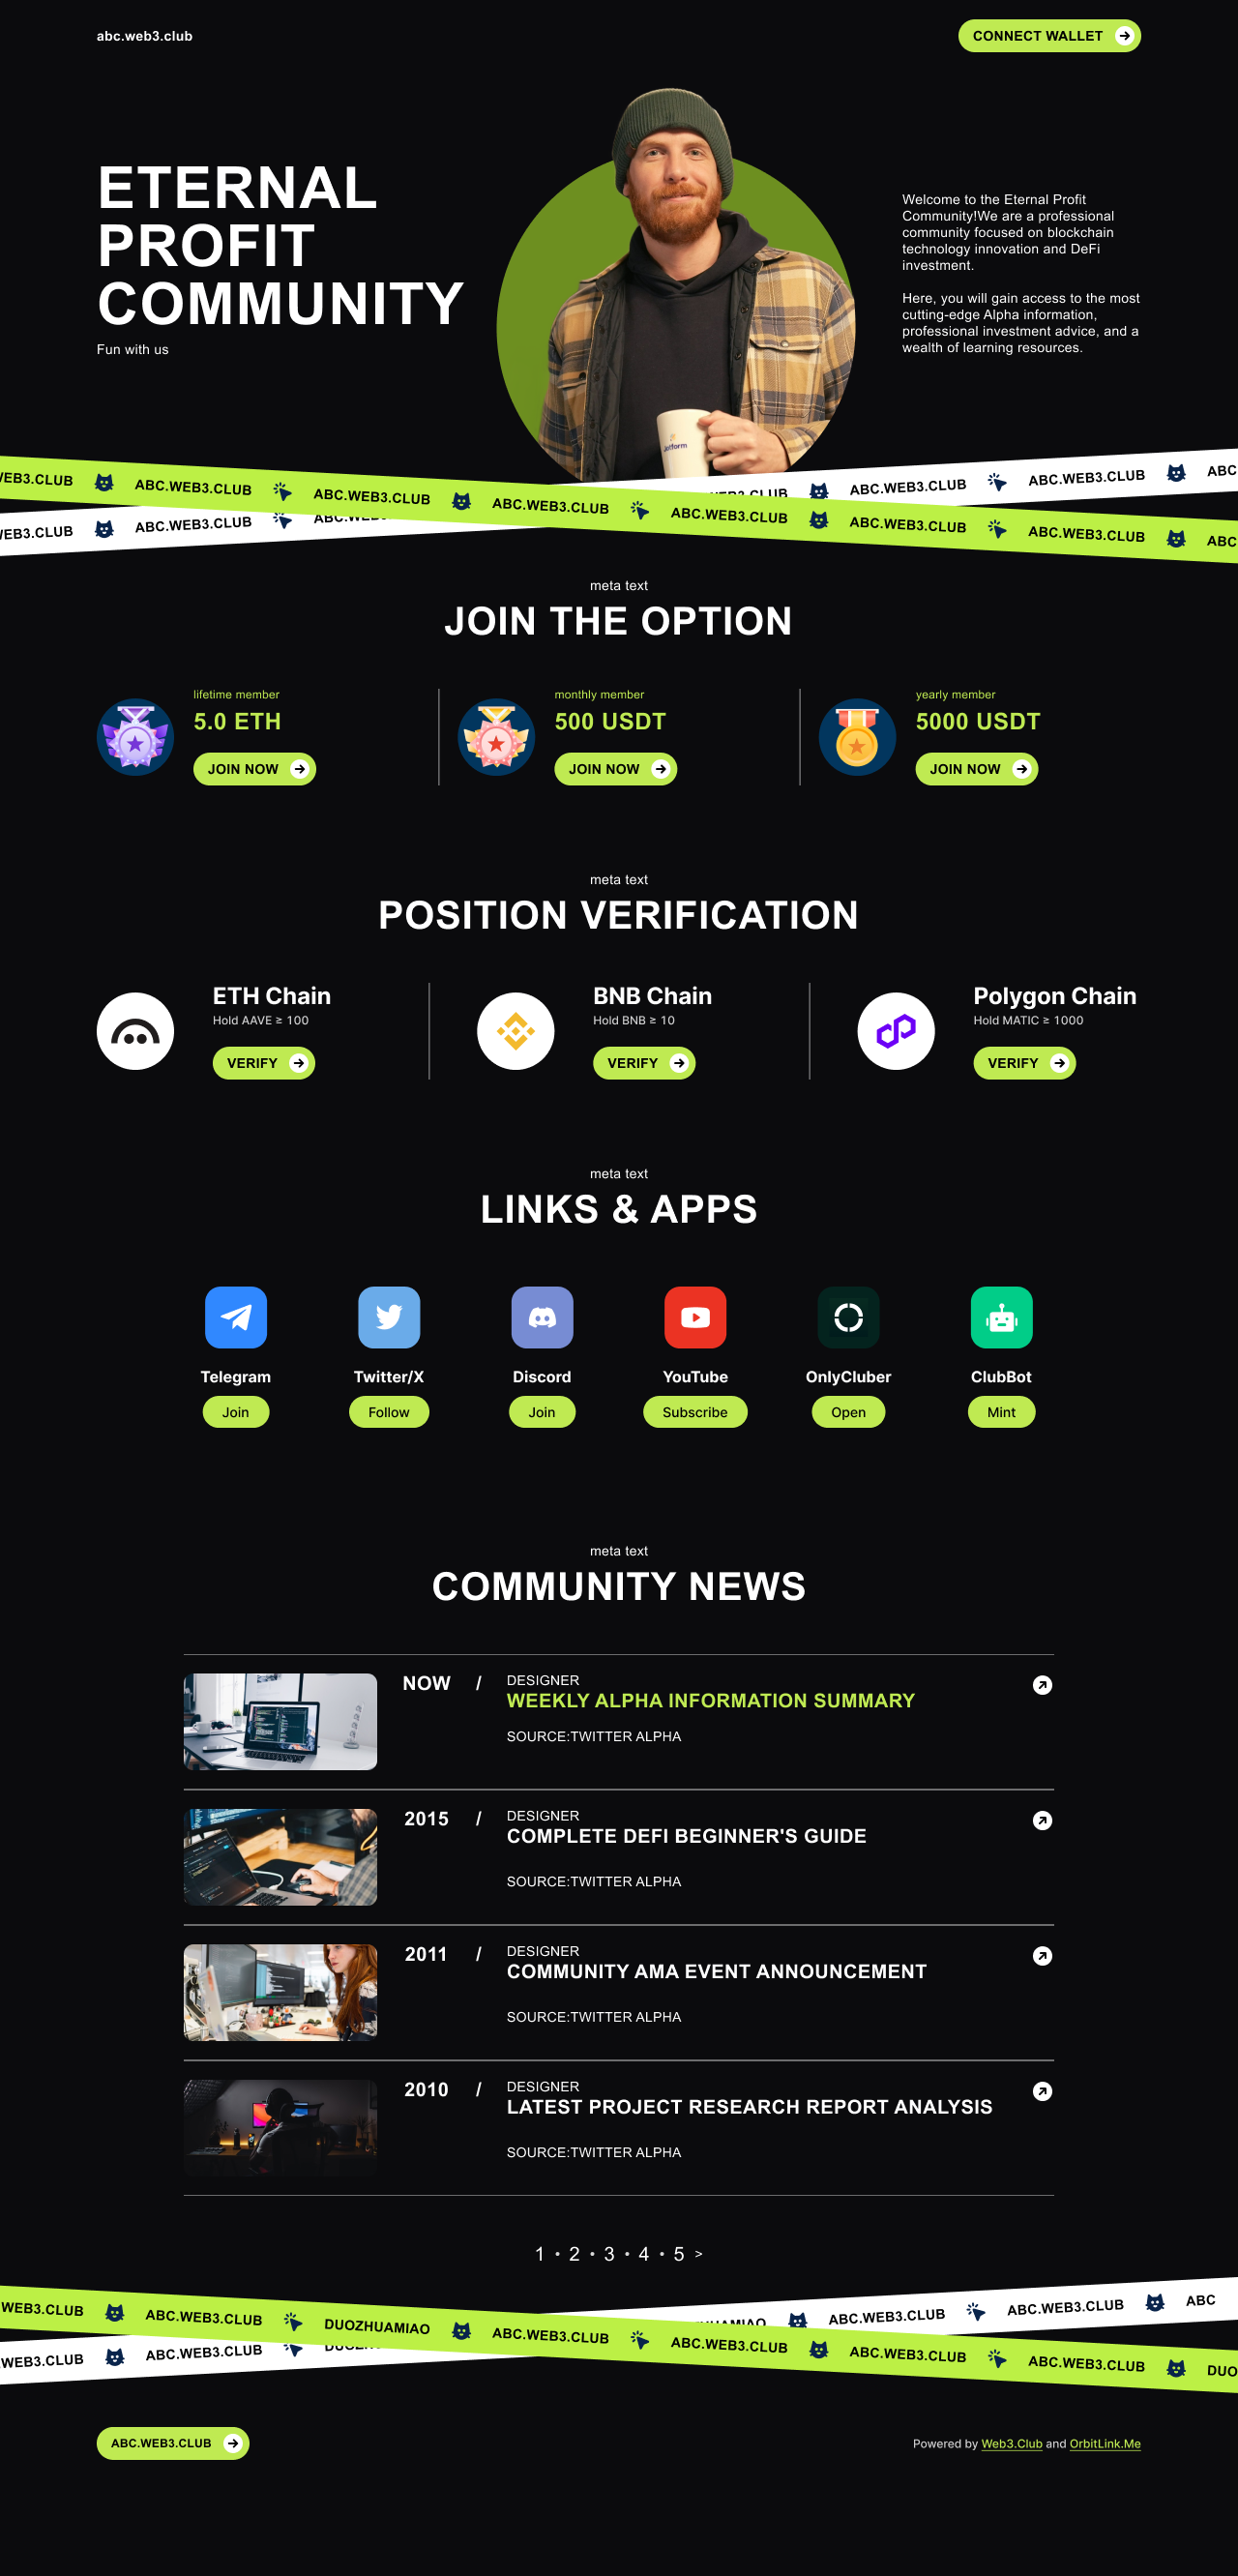 abc.web3.club
CONNECT WALLET
ETERNAL
PROFIT
COMMUNITY
Fun with us
Welcome to the Eternal Profit
Community!We are a professional
community focused on blockchain
technology innovation and DeFi
investment.
Here, you will gain access to the most
cutting-edge Alpha information,
professional investment advice, and a
wealth of learning resources.
Jotform
WEB3.CLUB ABC.WEB3.CLUB ABC.WEB3.CLUB ABC.WEB3.CLUB ABC.WEB3.CLUB ABC.WEB3.CLUB ABC.WEB3.CLUB ABC
WEB3.CLUB ABC.WEB3.CLUB ABC.WEB3.CLUB ABC.WEB3.CLUB ABC.WEB3.CLUB ABC
meta text
JOIN THE OPTION
lifetime member
5.0 ETH
JOIN NOW
monthly member
500 USDT
JOIN NOW
yearly member
5000 USDT
JOIN NOW
meta text
POSITION VERIFICATION
ETH Chain
Hold AAVE ≥ 100
VERIFY
BNB Chain
Hold BNB ≥ 10
VERIFY
Polygon Chain
Hold MATIC ≥ 1000
VERIFY
meta text
LINKS & APPS
Telegram
Join
Twitter/X
Follow
Discord
Join
YouTube
Subscribe
OnlyCluber
Open
ClubBot
Mint
meta text
COMMUNITY NEWS
NOW /
DESIGNER
WEEKLY ALPHA INFORMATION SUMMARY
SOURCE:TWITTER ALPHA
2015 /
DESIGNER
COMPLETE DEFI BEGINNER'S GUIDE
SOURCE:TWITTER ALPHA
2011 /
DESIGNER
COMMUNITY AMA EVENT ANNOUNCEMENT
SOURCE:TWITTER ALPHA
2010 /
DESIGNER
LATEST PROJECT RESEARCH REPORT ANALYSIS
SOURCE:TWITTER ALPHA
1 • 2 • 3 • 4 • 5 >
WEB3.CLUB ABC.WEB3.CLUB DUOZHUAMIAO ABC.WEB3.CLUB ABC.WEB3.CLUB ABC.WEB3.CLUB ABC.WEB3.CLUB DUO
WEB3.CLUB ABC.WEB3.CLUB ABC.WEB3.CLUB ABC.WEB3.CLUB ABC
ABC.WEB3.CLUB
Powered by Web3.Club and OrbitLink.Me